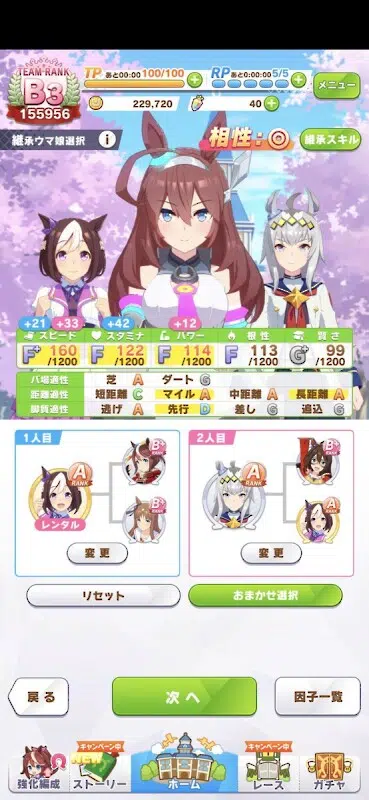 TEAM RANK
B3
155956
TP あと00:00 100/100
RP あと0:00:00 5/5
メニュー
229,720
40
継承ウマ娘選択 i
相性:◎
継承スキル
+21 +33 +42 +12
スピード スタミナ パワー 根性 賢さ
F+ 160/1200 F 122/1200 F 114/1200 F 113/1200 G+ 99/1200
バ場適性 芝 A ダート G
距離適性 短距離 C マイル A 中距離 A 長距離 A
脚質適性 逃げ A 先行 D 差し G 追込 G
1人目
2人目
A RANK
B+ RANK
B+ RANK
レンタル
変更
A RANK
B+ RANK
A RANK
変更
リセット
おまかせ選択
戻る
次へ
因子一覧
NEW
キャンペーン中
キャンペーン中
強化編成
ストーリー
ホーム
レース
ガチャ